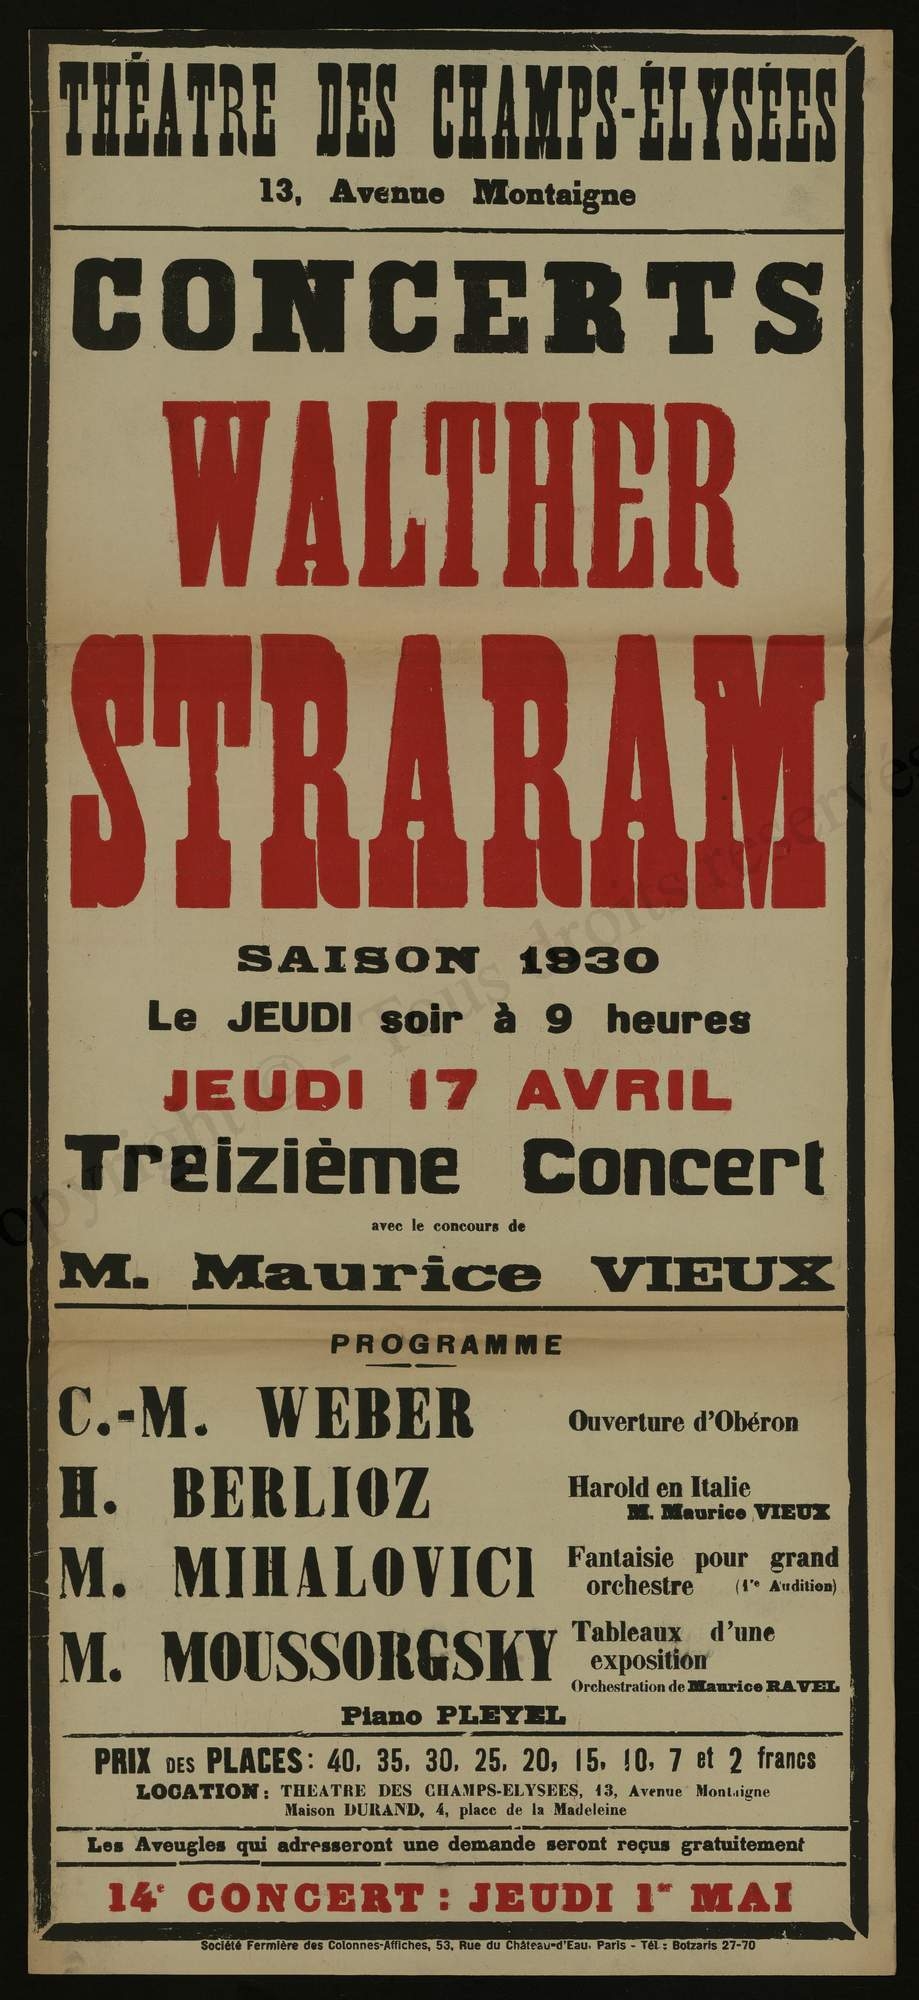 THÉATRE DES CHAMPS-ÉLYSÉES
13, Avenue Montaigne
CONCERTS
WALTHER
STRARAM
SAISON 1930
Le JEUDI soir à 9 heures
JEUDI 17 AVRIL
Treizième Concert
avec le concours de
M. Maurice VIEUX
PROGRAMME
C.-M. WEBER Ouverture d'Obéron
H. BERLIOZ Harold en Italie
M. Maurice VIEUX
M. MIHALOVICI Fantaisie pour grand
orchestre (1re Audition)
M. MOUSSORGSKY Tableaux d'une
exposition
Orchestration de Maurice RAVEL
Piano PLEYEL
PRIX DES PLACES : 40, 35, 30, 25, 20, 15, 10, 7 et 2 francs
LOCATION : THEATRE DES CHAMPS-ELYSEES, 13, Avenue Montaigne
Maison DURAND, 4, place de la Madeleine
Les Aveugles qui adresseront une demande seront reçus gratuitement
14e CONCERT : JEUDI 1er MAI
Société Fermière des Colonnes-Affiches, 53, Rue du Château-d'Eau, Paris - Tél : Botzaris 27-70
opyright © - Tous droits réservés